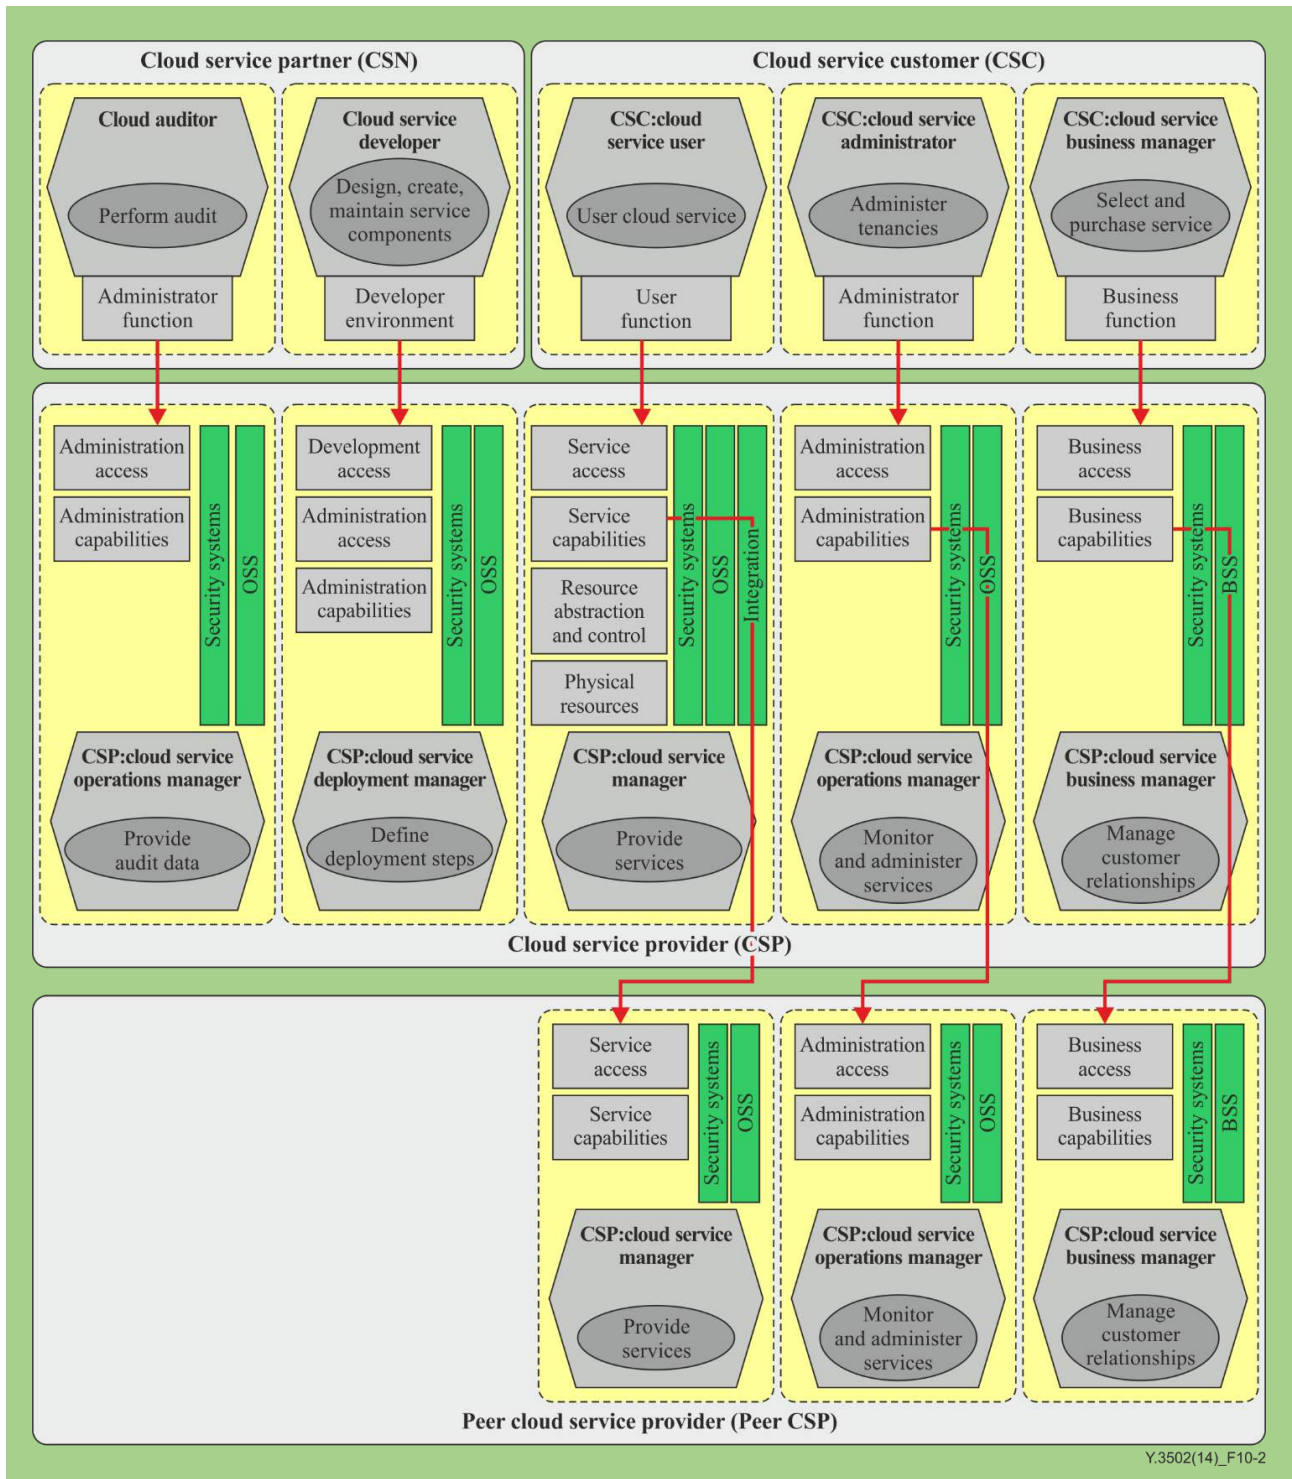 Cloud service partner (CSN)
Cloud auditor
Perform audit
Administrator
function
Cloud service
developer
Design, create,
maintain service
components
Developer
environment
Cloud service customer (CSC)
CSC:cloud
service user
User cloud service
User
function
CSC:cloud service
administrator
Administer
tenancies
Administrator
function
CSC:cloud service
business manager
Select and
purchase service
Business
function
Administration
access
Administration
capabilities
Security systems
OSS
CSP:cloud service
operations manager
Provide
audit data
Development
access
Administration
access
Administration
capabilities
Security systems
OSS
CSP:cloud service
deployment manager
Define
deployment steps
Service
access
Service
capabilities
Resource
abstraction
and control
Physical
resources
Security systems
OSS
Integration
CSP:cloud service
manager
Provide
services
Administration
access
Administration
capabilities
Security systems
OSS
CSP:cloud service
operations manager
Monitor
and administer
services
Business
access
Business
capabilities
Security systems
BSS
CSP:cloud service
business manager
Manage
customer
relationships
Cloud service provider (CSP)
Service
access
Service
capabilities
Security systems
OSS
CSP:cloud service
manager
Provide
services
Administration
access
Administration
capabilities
Security systems
OSS
CSP:cloud service
operations manager
Monitor
and administer
services
Business
access
Business
capabilities
Security systems
BSS
CSP:cloud service
business manager
Manage
customer
relationships
Peer cloud service provider (Peer CSP)
Y.3502(14)_F10-2